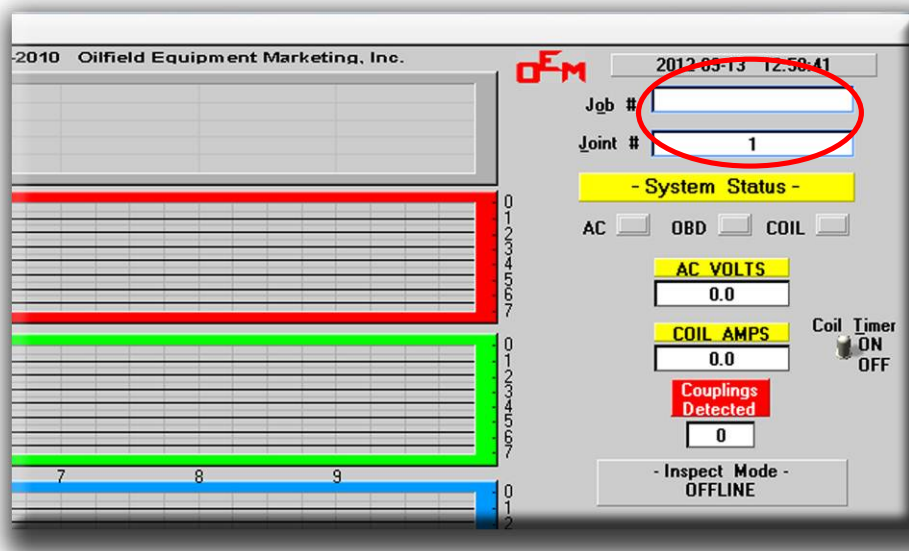 -2010 Oilfield Equipment Marketing, Inc.
OEM
2012-09-13 12:58:41
Job #
Joint # 1
- System Status -
AC OBD COIL
AC VOLTS
0.0
COIL AMPS
0.0
Coil Timer
ON
OFF
Couplings
Detected
0
- Inspect Mode -
OFFLINE
0
1
2
3
4
5
6
7
0
1
2
3
4
5
6
7
7 8 9
0
1
2